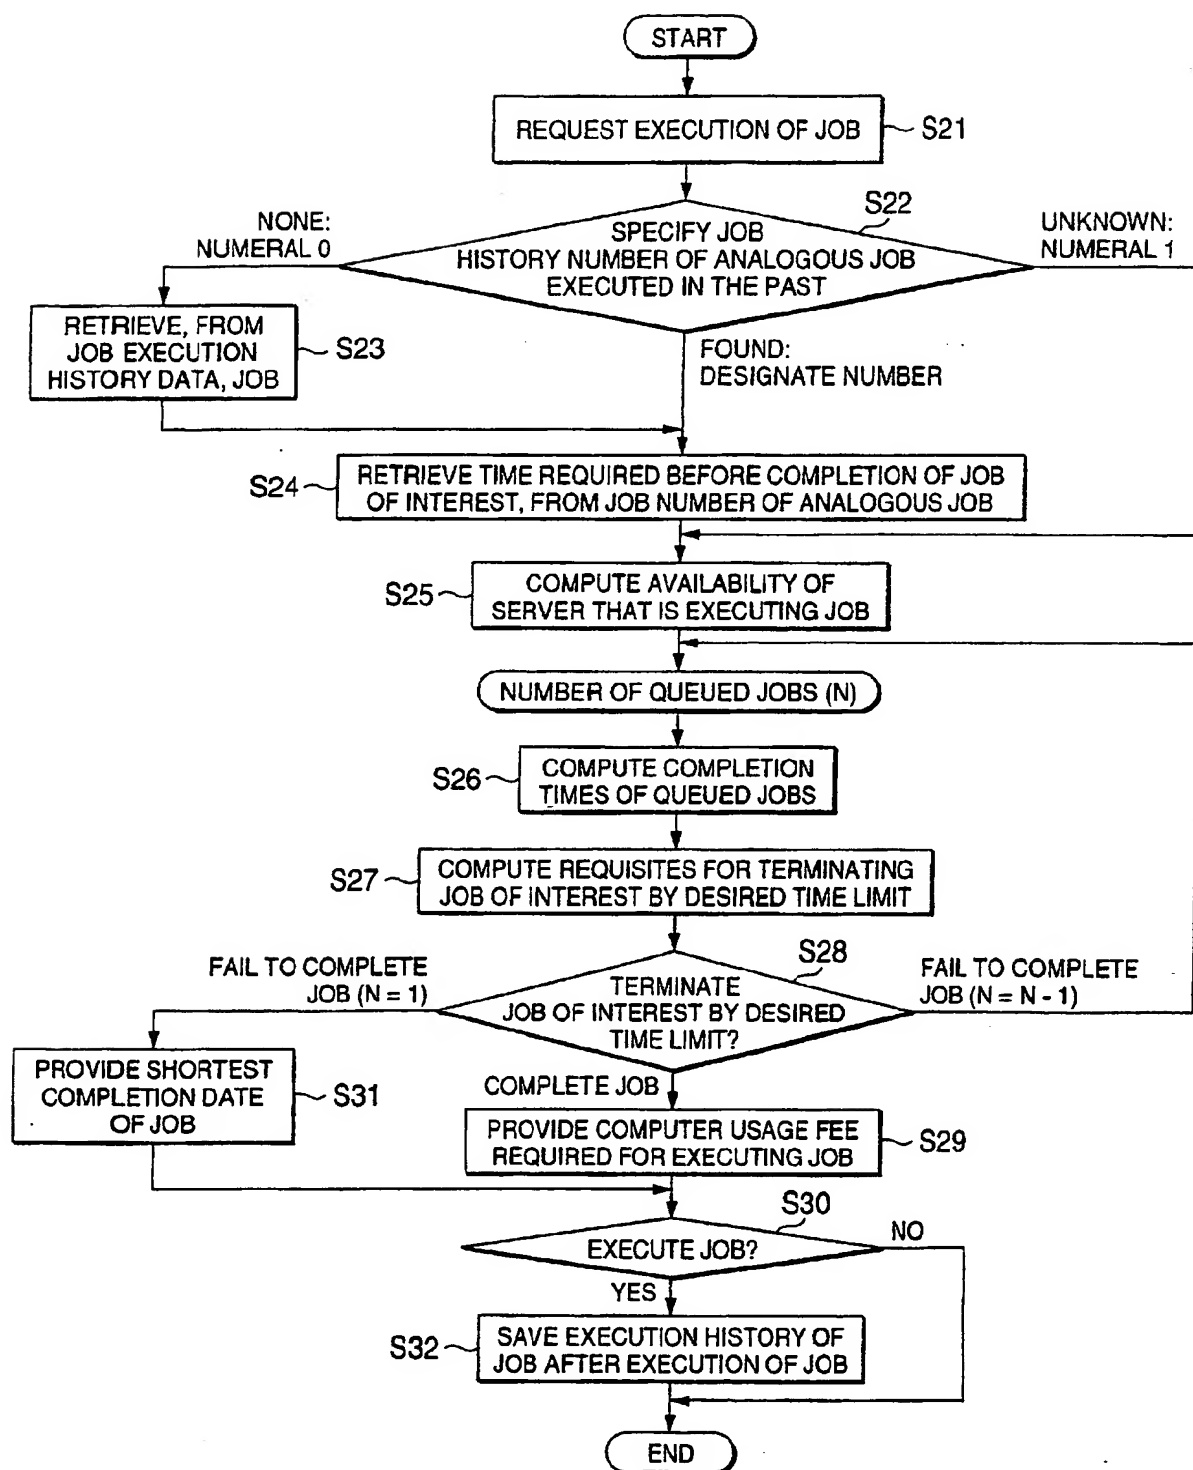 START
REQUEST EXECUTION OF JOB
S21
S22
NONE:
NUMERAL 0
SPECIFY JOB
HISTORY NUMBER OF ANALOGOUS JOB
EXECUTED IN THE PAST
UNKNOWN:
NUMERAL 1
RETRIEVE, FROM
JOB EXECUTION
HISTORY DATA, JOB
S23
FOUND:
DESIGNATE NUMBER
S24
RETRIEVE TIME REQUIRED BEFORE COMPLETION OF JOB
OF INTEREST, FROM JOB NUMBER OF ANALOGOUS JOB
S25
COMPUTE AVAILABILITY OF
SERVER THAT IS EXECUTING JOB
NUMBER OF QUEUED JOBS (N)
S26
COMPUTE COMPLETION
TIMES OF QUEUED JOBS
S27
COMPUTE REQUISITES FOR TERMINATING
JOB OF INTEREST BY DESIRED TIME LIMIT
S28
FAIL TO COMPLETE
JOB (N = 1)
TERMINATE
JOB OF INTEREST BY DESIRED
TIME LIMIT?
FAIL TO COMPLETE
JOB (N = N - 1)
PROVIDE SHORTEST
COMPLETION DATE
OF JOB
S31
COMPLETE JOB
PROVIDE COMPUTER USAGE FEE
REQUIRED FOR EXECUTING JOB
S29
S30
EXECUTE JOB?
NO
YES
S32
SAVE EXECUTION HISTORY OF
JOB AFTER EXECUTION OF JOB
END